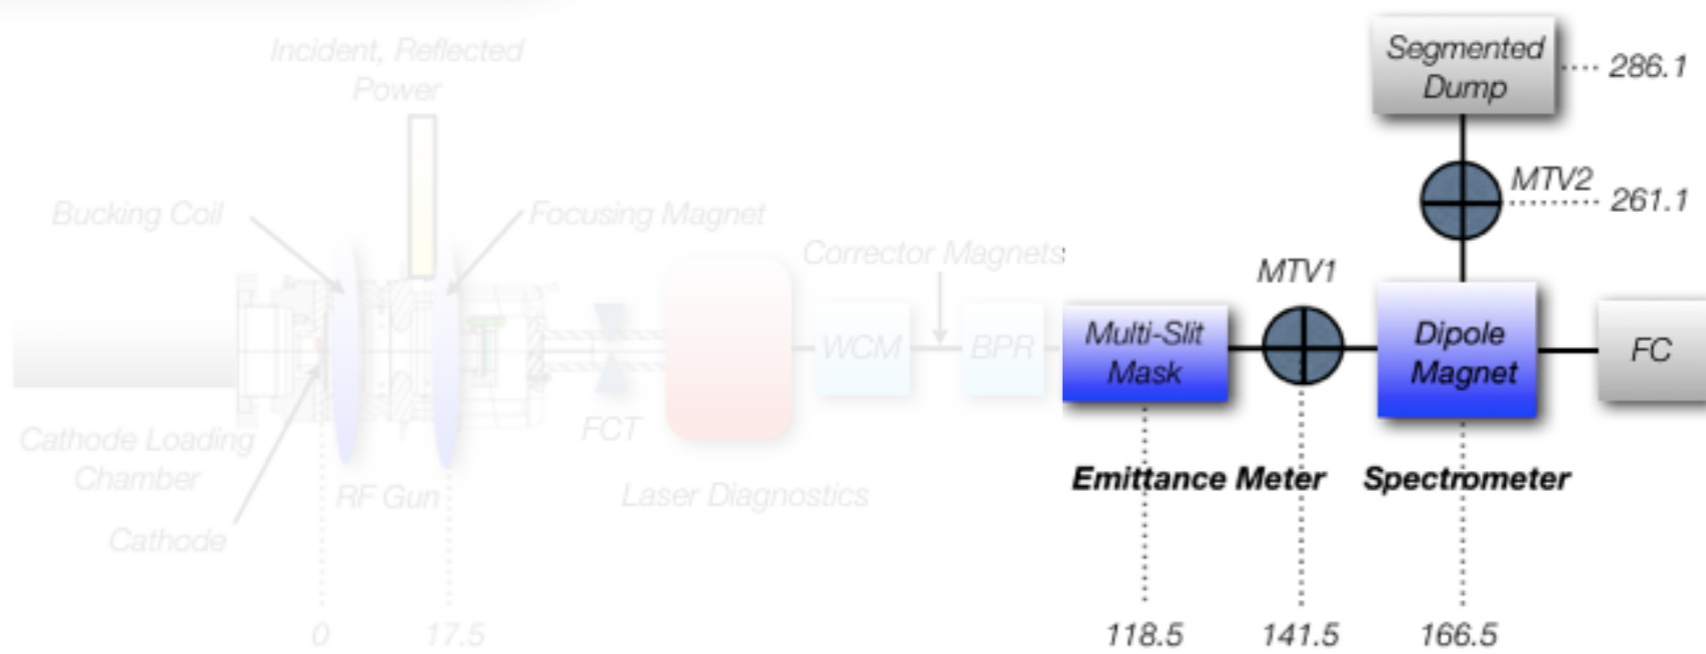 Incident, Reflected
Power
Segmented
Dump
286.1
MTV2
261.1
Bucking Coil
Focusing Magnet
Corrector Magnets
MTV1
WCM
BPR
Multi-Slit
Mask
Dipole
Magnet
FC
FCT
Cathode Loading
Chamber
RF Gun
Laser Diagnostics
Emittance Meter
Spectrometer
Cathode
0
17.5
118.5
141.5
166.5